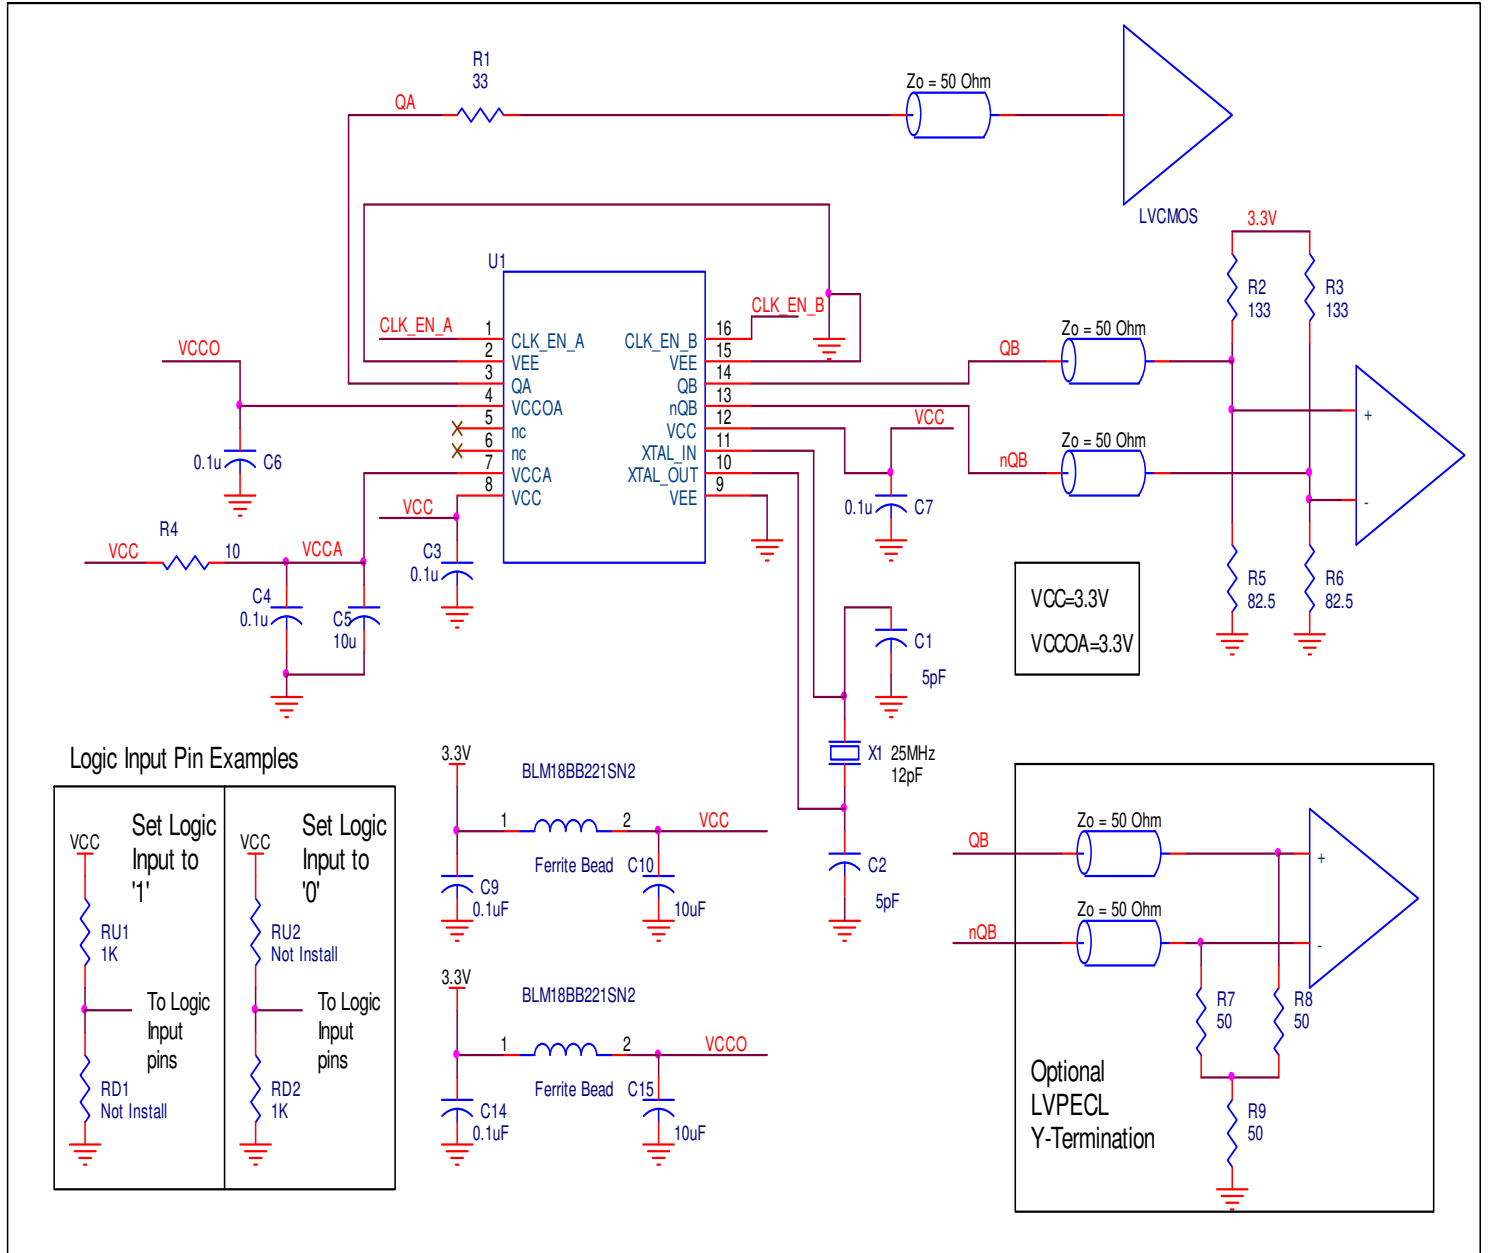 R1
33
QA
Zo = 50 Ohm
LVCMOS
3.3V
R2
133
R3
133
U1
CLK_EN_A
1
CLK_EN_A
2
VEE
3
QA
4
VCCOA
5
nc
6
nc
7
VCCA
8
VCC
CLK_EN_B
16
CLK_EN_B
15
VEE
14
QB
13
nQB
12
VCC
11
XTAL_IN
10
XTAL_OUT
9
VEE
VCCO
0.1u
C6
VCC
R4
10
VCCA
VCC
C3
0.1u
C4
0.1u
C5
10u
QB
Zo = 50 Ohm
nQB
Zo = 50 Ohm
+
-
VCC
0.1u
C7
R5
82.5
R6
82.5
VCC=3.3V
VCCOA=3.3V
C1
5pF
X1
25MHz
12pF
C2
5pF
Logic Input Pin Examples
VCC
Set Logic
Input to
'1'
RU1
1K
To Logic
Input
pins
RD1
Not Install
VCC
Set Logic
Input to
'0'
RU2
Not Install
To Logic
Input
pins
RD2
1K
3.3V
BLM18BB221SN2
1
2
VCC
Ferrite Bead
C10
C9
0.1uF
10uF
3.3V
BLM18BB221SN2
1
2
VCCO
Ferrite Bead
C15
C14
0.1uF
10uF
QB
Zo = 50 Ohm
nQB
Zo = 50 Ohm
+
-
R7
50
R8
50
R9
50
Optional
LVPECL
Y-Termination